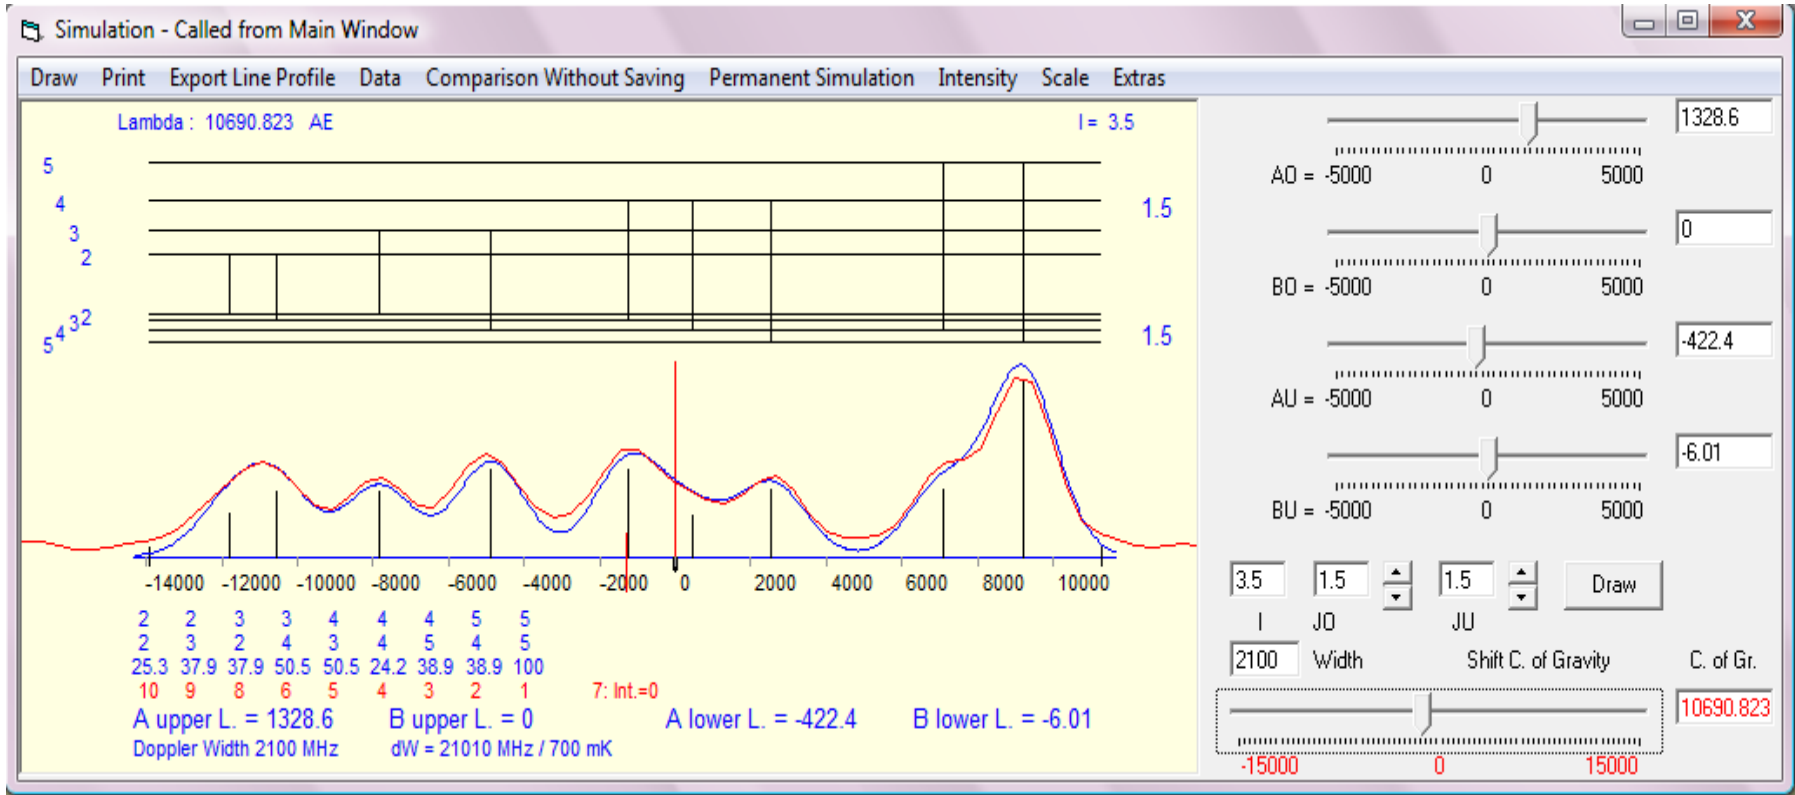 Simulation - Called from Main Window
Draw Print Export Line Profile Data Comparison Without Saving Permanent Simulation Intensity Scale Extras
Lambda : 10690.823 AE I = 3.5
5
4
3
2
1.5
2
3
4
5
1.5
-14000 -12000 -10000 -8000 -6000 -4000 -2000 0 2000 4000 6000 8000 10000
2 2 3 3 4 4 4 5 5
2 3 2 4 3 4 5 4 5
25.3 37.9 37.9 50.5 50.5 24.2 38.9 38.9 100
10 9 8 6 5 4 3 2 1 7: Int.=0
A upper L. = 1328.6 B upper L. = 0 A lower L. = -422.4 B lower L. = -6.01
Doppler Width 2100 MHz dW = 21010 MHz / 700 mK
1328.6
AO = -5000 0 5000
0
BO = -5000 0 5000
-422.4
AU = -5000 0 5000
-6.01
BU = -5000 0 5000
3.5 1.5 1.5 Draw
I JO JU
2100 Width Shift C. of Gravity C. of Gr.
10690.823
-15000 0 15000